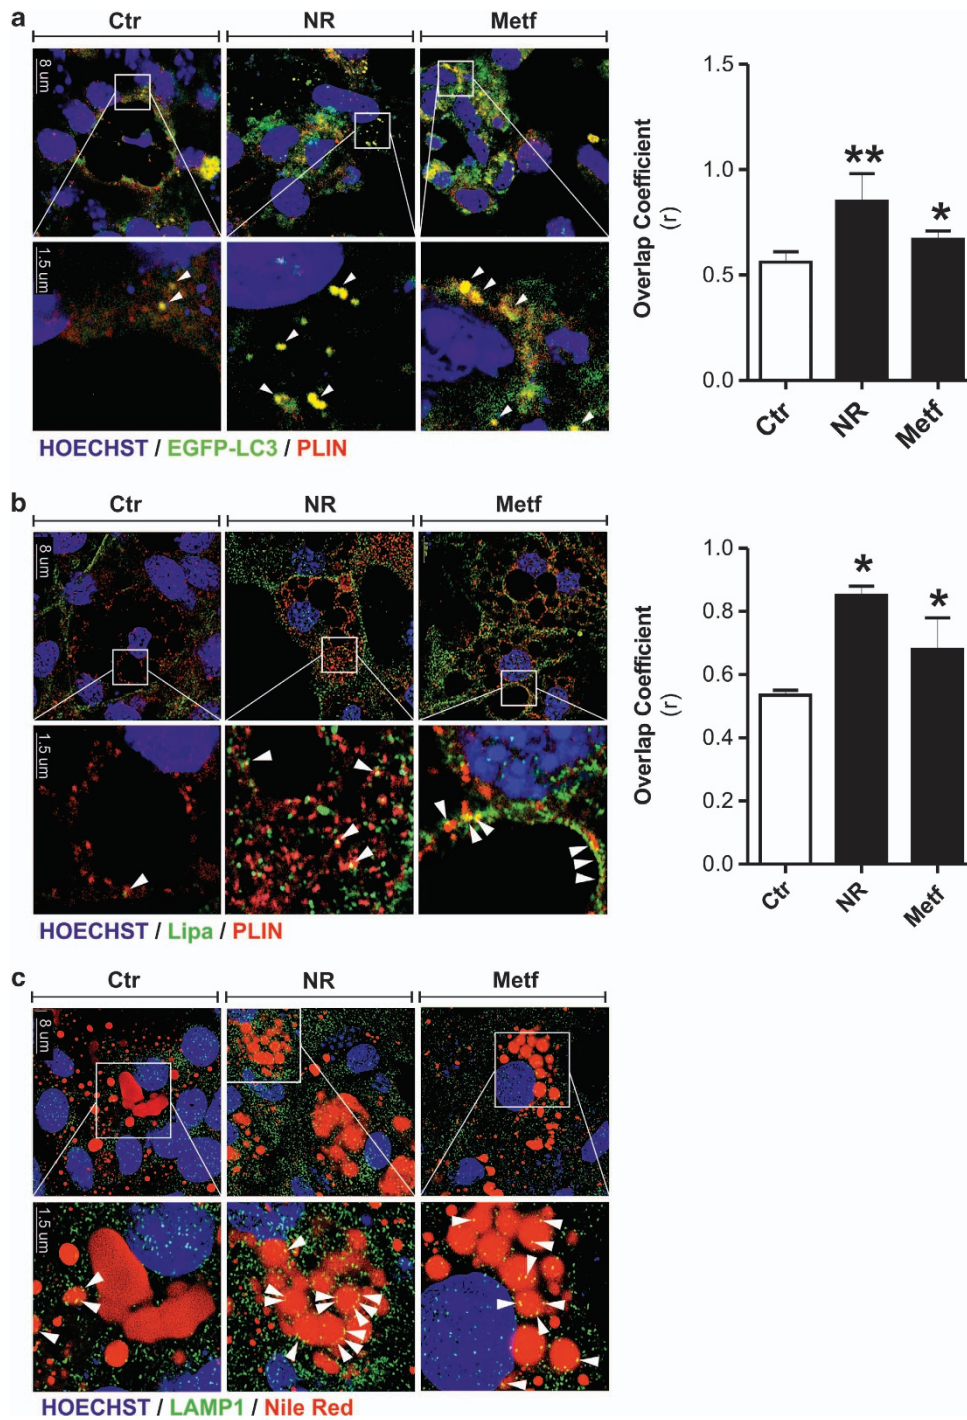 a
Ctr NR Metf
8 um
1.5 um
HOECHST / EGFP-LC3 / PLIN
Overlap Coefficient
(r)
1.5
1.0
0.5
0.0
**
*
Ctr NR Metf
b
Ctr NR Metf
8 um
1.5 um
HOECHST / Lipa / PLIN
Overlap Coefficient
(r)
1.0
0.8
0.6
0.4
0.2
0.0
*
*
Ctr NR Metf
c
Ctr NR Metf
8 um
1.5 um
HOECHST / LAMP1 / Nile Red